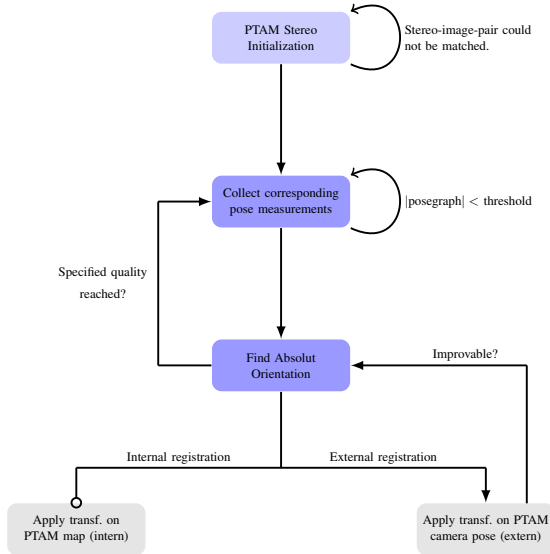 PTAM Stereo
Initialization
Stereo-image-pair could
not be matched.
Collect corresponding
pose measurements
|posegraph| < threshold
Specified quality
reached?
Find Absolut
Orientation
Improvable?
Internal registration
External registration
Apply transf. on
PTAM map (intern)
Apply transf. on PTAM
camera pose (extern)